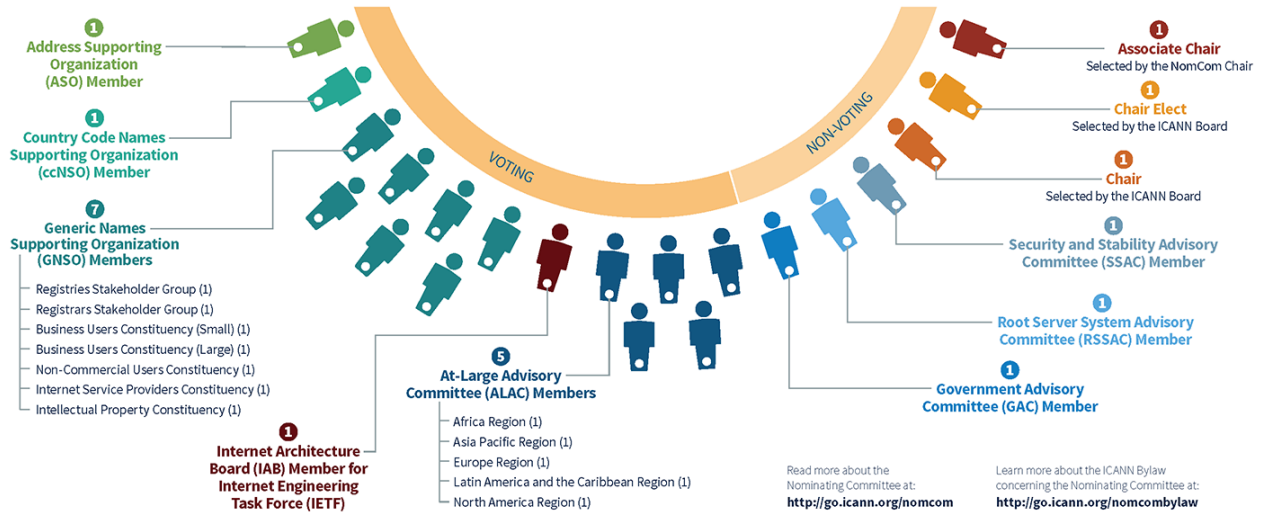 1
Address Supporting
Organization
(ASO) Member
1
Country Code Names
Supporting Organization
(ccNSO) Member
7
Generic Names
Supporting Organization
(GNSO) Members
Registries Stakeholder Group (1)
Registrars Stakeholder Group (1)
Business Users Constituency (Small) (1)
Business Users Constituency (Large) (1)
Non-Commercial Users Constituency (1)
Internet Service Providers Constituency (1)
Intellectual Property Constituency (1)
1
Internet Architecture
Board (IAB) Member for
Internet Engineering
Task Force (IETF)
VOTING
NON-VOTING
5
At-Large Advisory
Committee (ALAC) Members
Africa Region (1)
Asia Pacific Region (1)
Europe Region (1)
Latin America and the Caribbean Region (1)
North America Region (1)
1
Associate Chair
Selected by the NomCom Chair
1
Chair Elect
Selected by the ICANN Board
1
Chair
Selected by the ICANN Board
1
Security and Stability Advisory
Committee (SSAC) Member
1
Root Server System Advisory
Committee (RSSAC) Member
1
Government Advisory
Committee (GAC) Member
Read more about the
Nominating Committee at:
http://go.icann.org/nomcom
Learn more about the ICANN Bylaw
concerning the Nominating Committee at:
http://go.icann.org/nomcombylaw